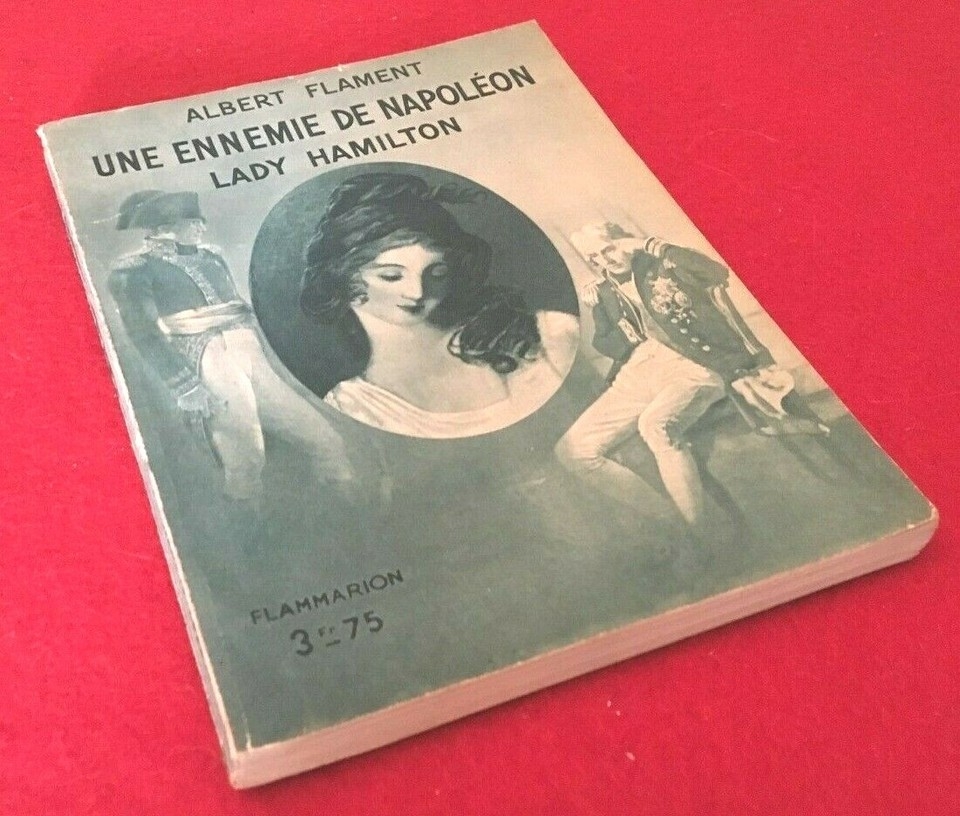 ALBERT FLAMENT
UNE ENNEMIE DE NAPOLÉON
LADY HAMILTON
FLAMMARION
3 Fr. 75